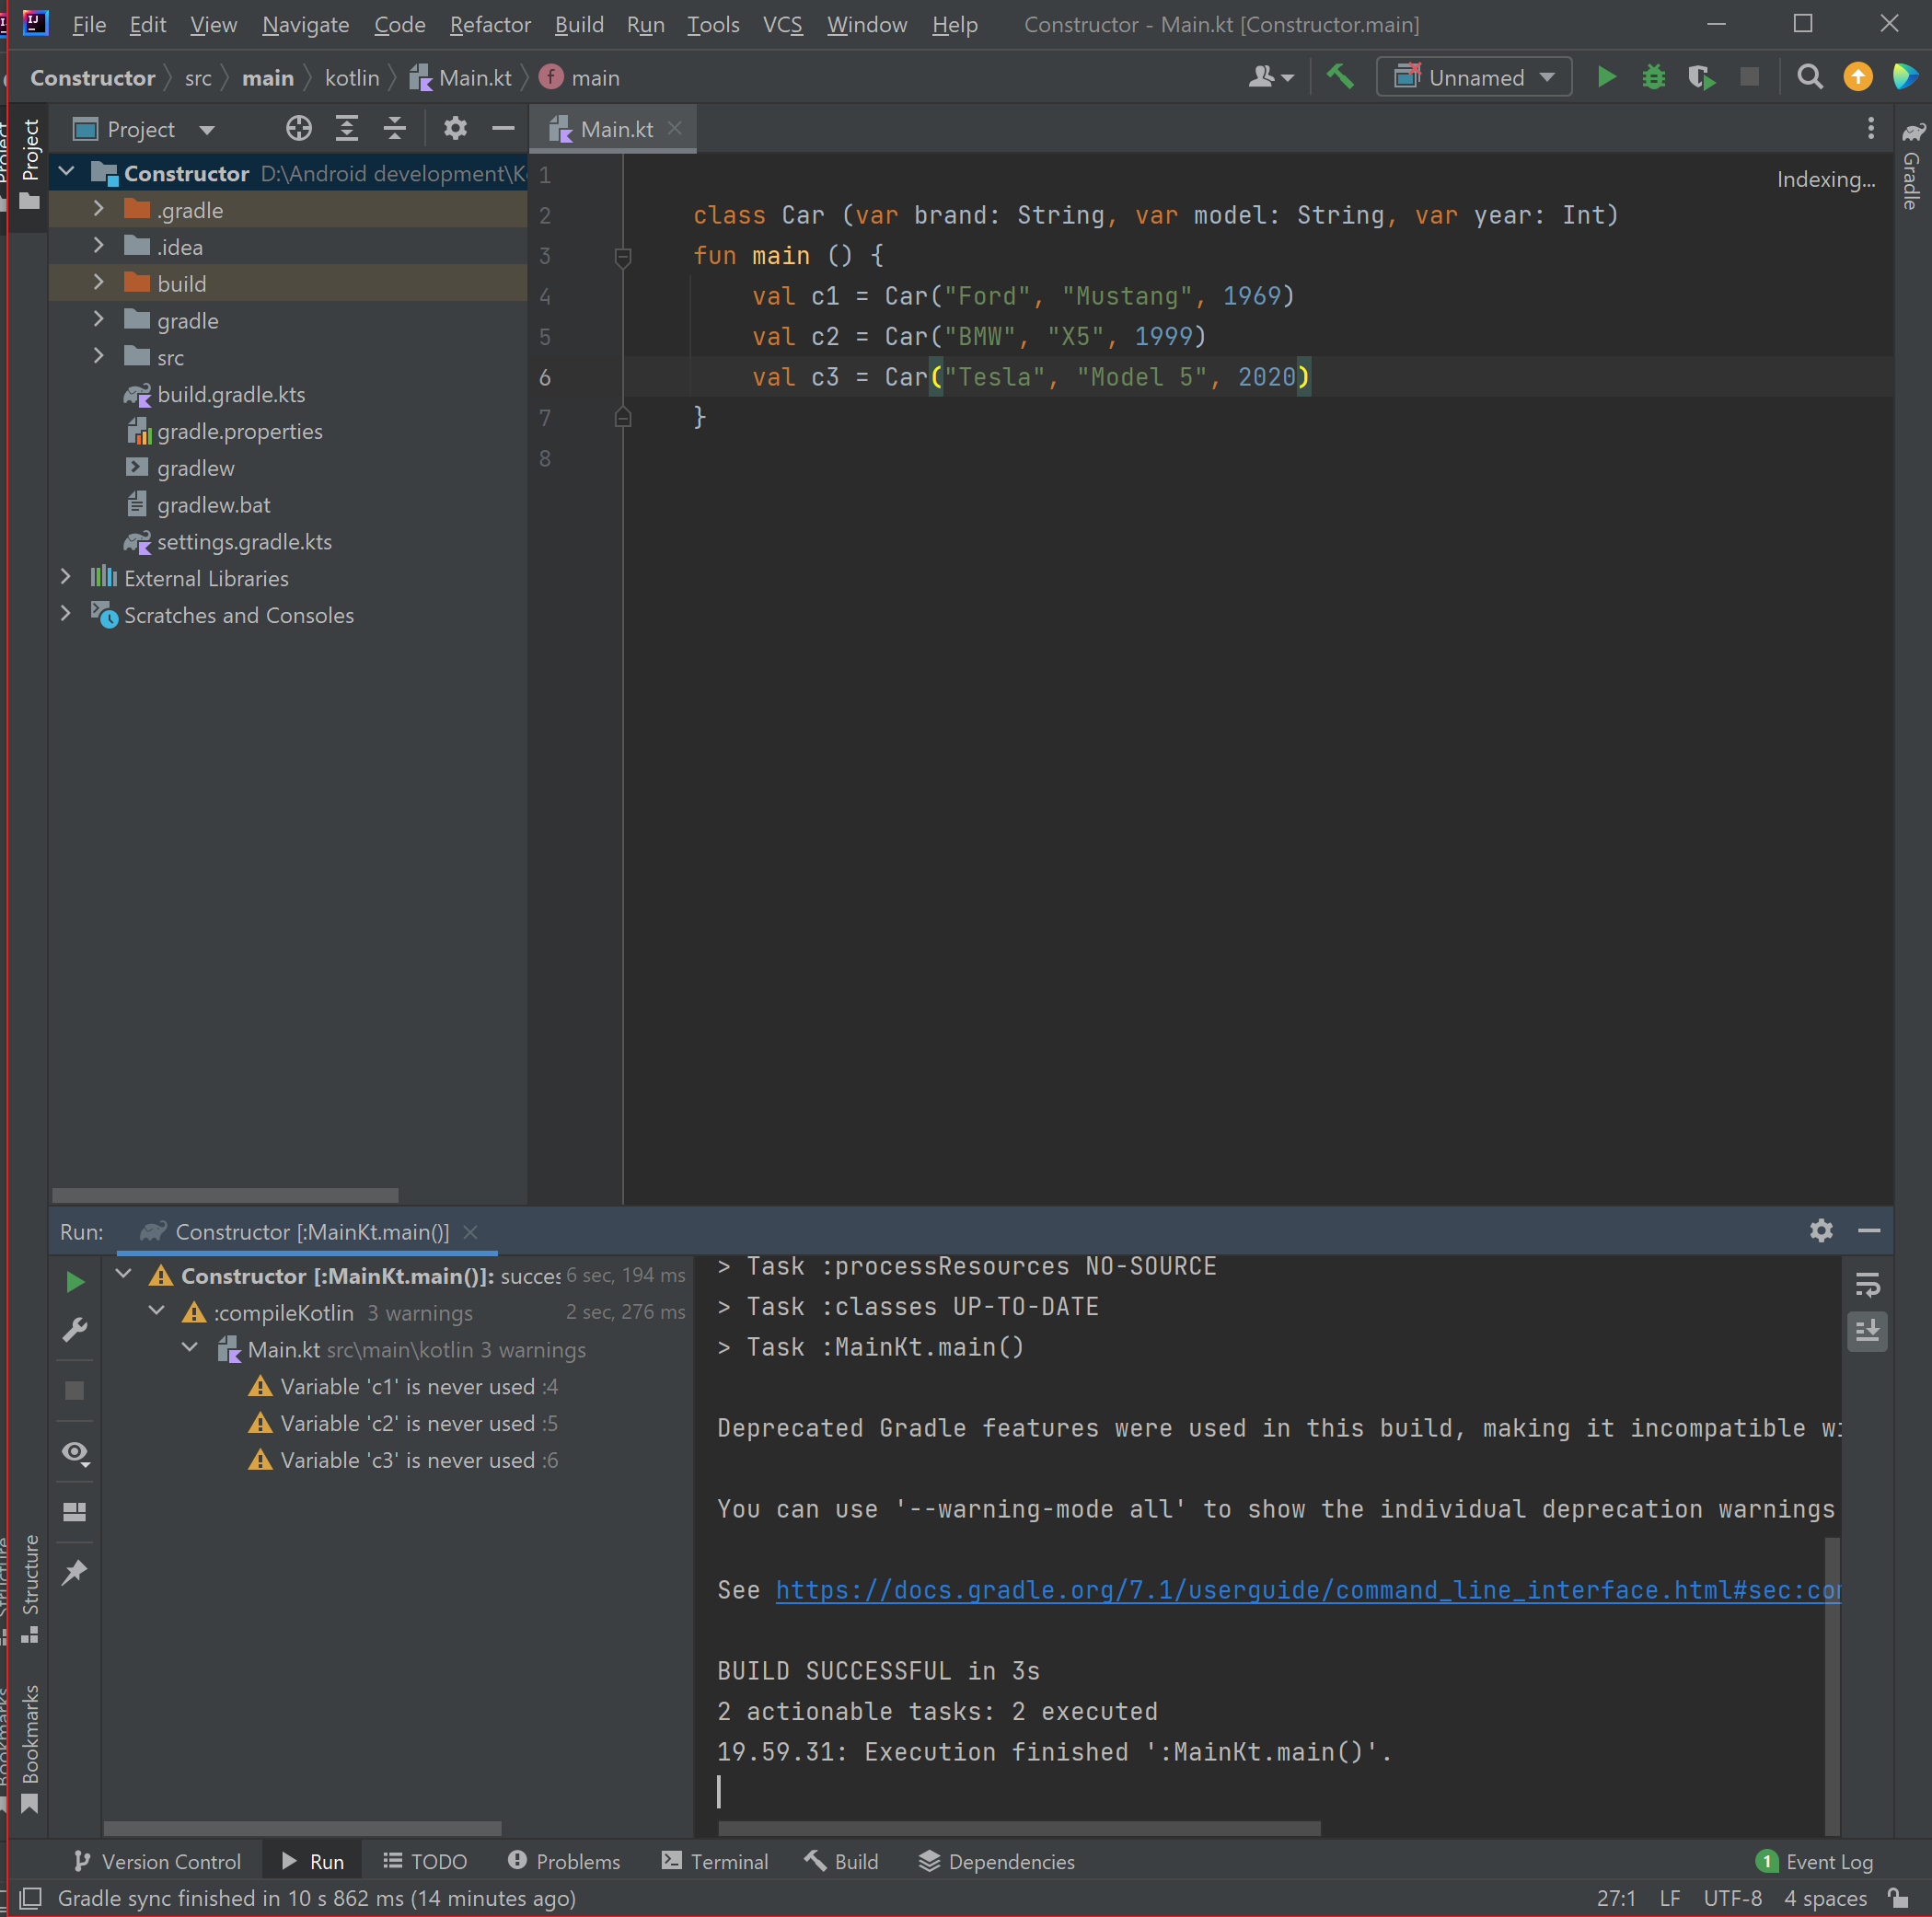 File Edit View Navigate Code Refactor Build Run Tools VCS Window Help Constructor - Main.kt [Constructor.main]
Constructor src main kotlin Main.kt main Unnamed
Project Main.kt
Project
Gradle
Indexing...
Constructor D:\Android development\K
.gradle
.idea
build
gradle
src
build.gradle.kts
gradle.properties
gradlew
gradlew.bat
settings.gradle.kts
External Libraries
Scratches and Consoles
1
2 class Car (var brand: String, var model: String, var year: Int)
3 fun main () {
4 val c1 = Car("Ford", "Mustang", 1969)
5 val c2 = Car("BMW", "X5", 1999)
6 val c3 = Car("Tesla", "Model 5", 2020)
7 }
8
Run: Constructor [:MainKt.main()]
Constructor [:MainKt.main()]: succes 6 sec, 194 ms
:compileKotlin 3 warnings 2 sec, 276 ms
Main.kt src\main\kotlin 3 warnings
Variable 'c1' is never used :4
Variable 'c2' is never used :5
Variable 'c3' is never used :6
> Task :processResources NO-SOURCE
> Task :classes UP-TO-DATE
> Task :MainKt.main()
Deprecated Gradle features were used in this build, making it incompatible wi
You can use '--warning-mode all' to show the individual deprecation warnings
See https://docs.gradle.org/7.1/userguide/command_line_interface.html#sec:com
BUILD SUCCESSFUL in 3s
2 actionable tasks: 2 executed
19.59.31: Execution finished ':MainKt.main()'.
Structure
Bookmarks
Version Control Run TODO Problems Terminal Build Dependencies 1 Event Log
Gradle sync finished in 10 s 862 ms (14 minutes ago) 27:1 LF UTF-8 4 spaces